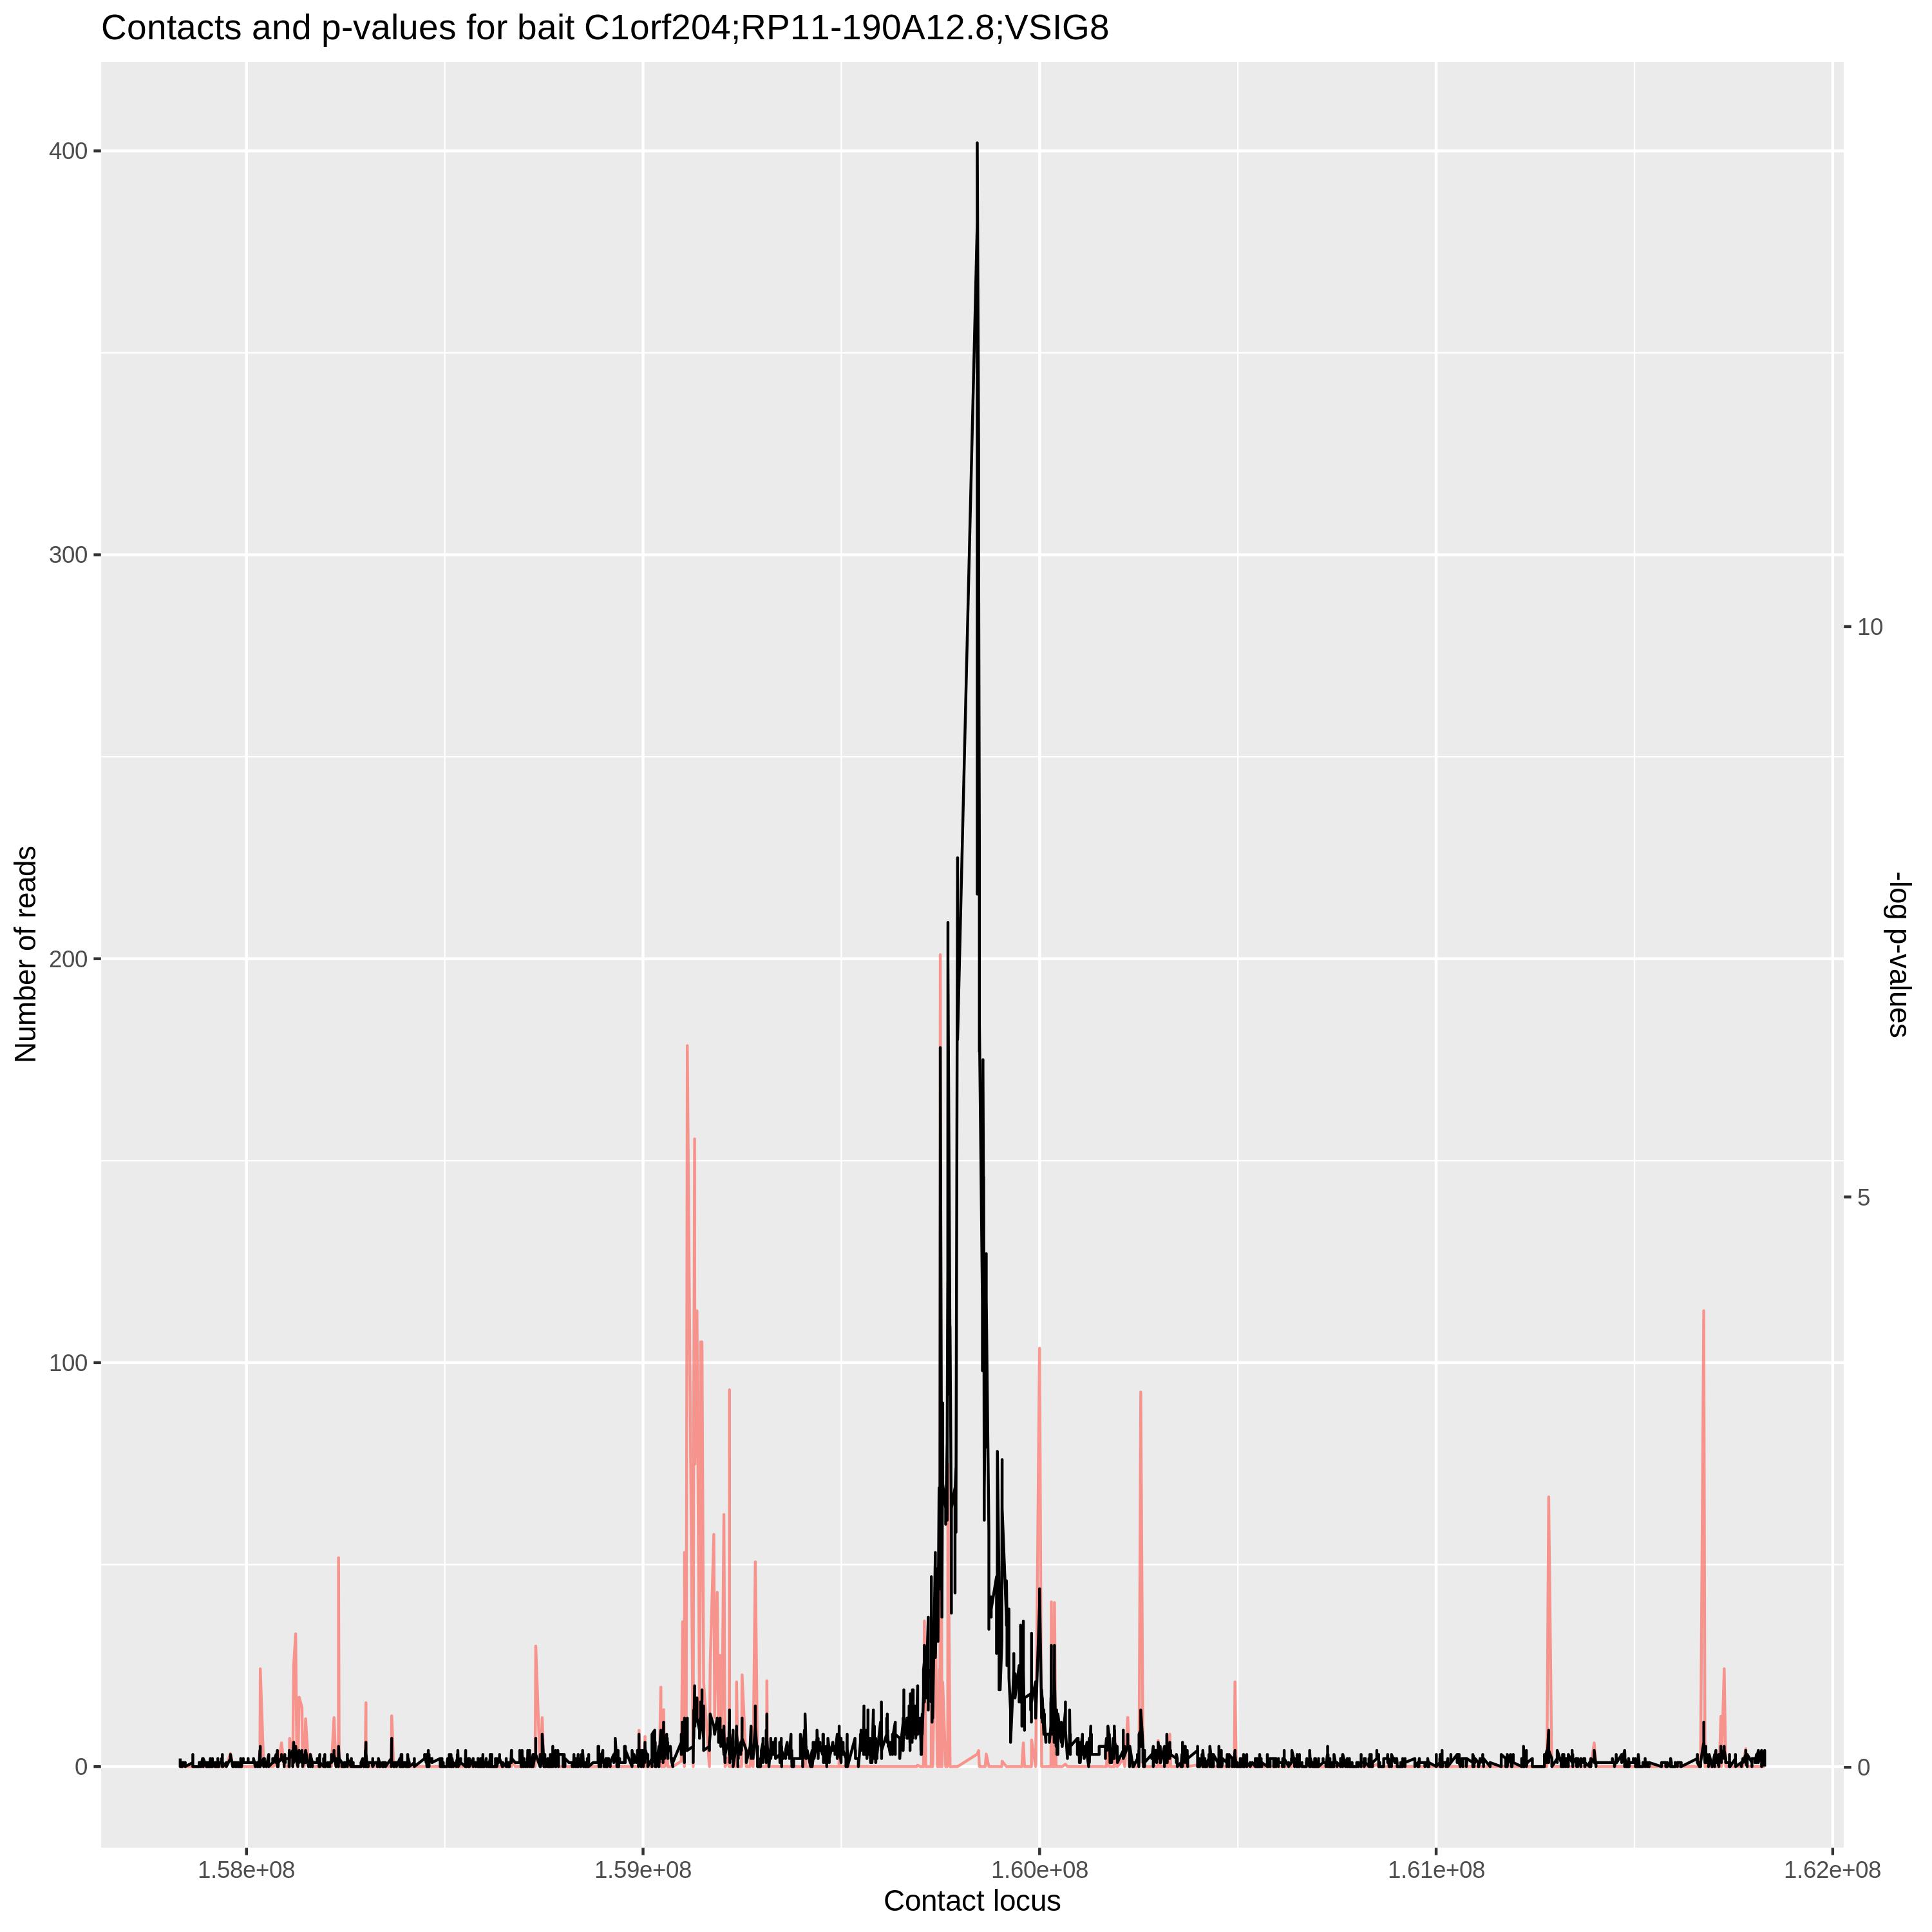 Contacts and p-values for bait C1orf204;RP11-190A12.8;VSIG8
400
300
200
100
0
Number of reads
10
5
0
-log p-values
1.58e+08
1.59e+08
1.60e+08
1.61e+08
1.62e+08
Contact locus